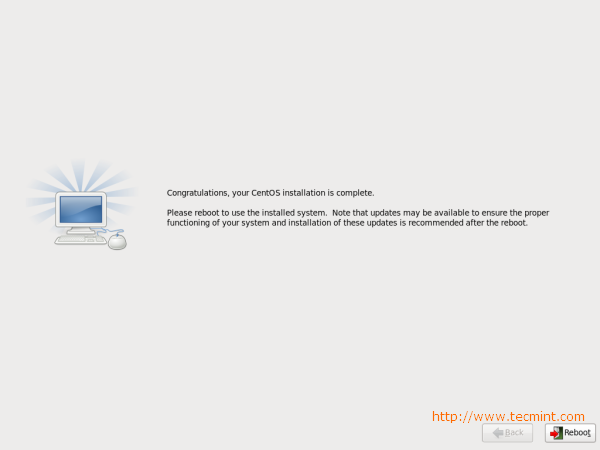 Congratulations, your CentOS installation is complete.
Please reboot to use the installed system.  Note that updates may be available to ensure the proper
functioning of your system and installation of these updates is recommended after the reboot.
http://www.tecmint.com
Back
Reboot